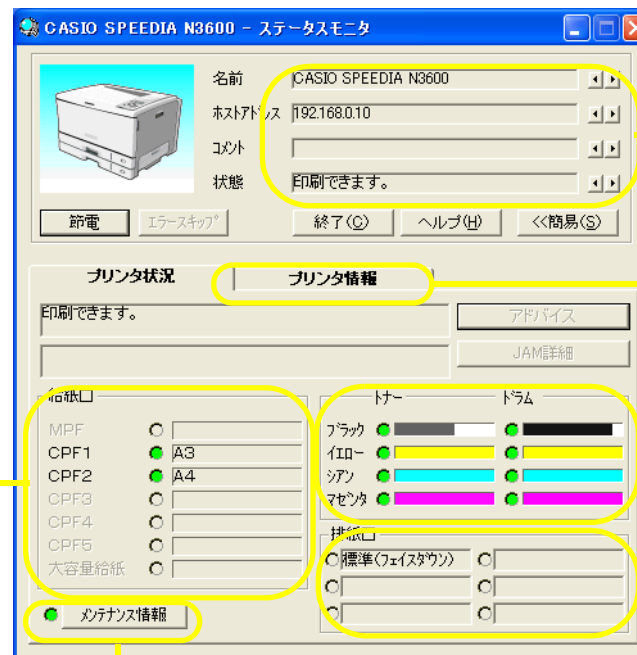 CASIO SPEEDIA N3600 - ステータスモニタ
名前 CASIO SPEEDIA N3600
ホストアドレス 192.168.0.10
コメント
状態 印刷できます。
節電 エラースキップ 終了(C) ヘルプ(H) <<簡易(S)
プリンタ状況 プリンタ情報
印刷できます。 アドバイス
JAM詳細
給紙口
MPF
CPF1 A3
CPF2 A4
CPF3
CPF4
CPF5
大容量給紙
トナー ドラム
ブラック
イエロー
シアン
マゼンタ
排紙口
標準(フェイスダウン)
メンテナンス情報